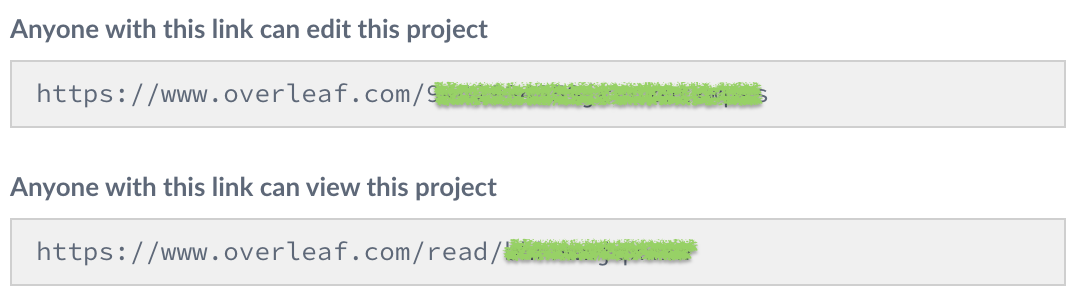 Anyone with this link can edit this project
https://www.overleaf.com/9
Anyone with this link can view this project
https://www.overleaf.com/read/